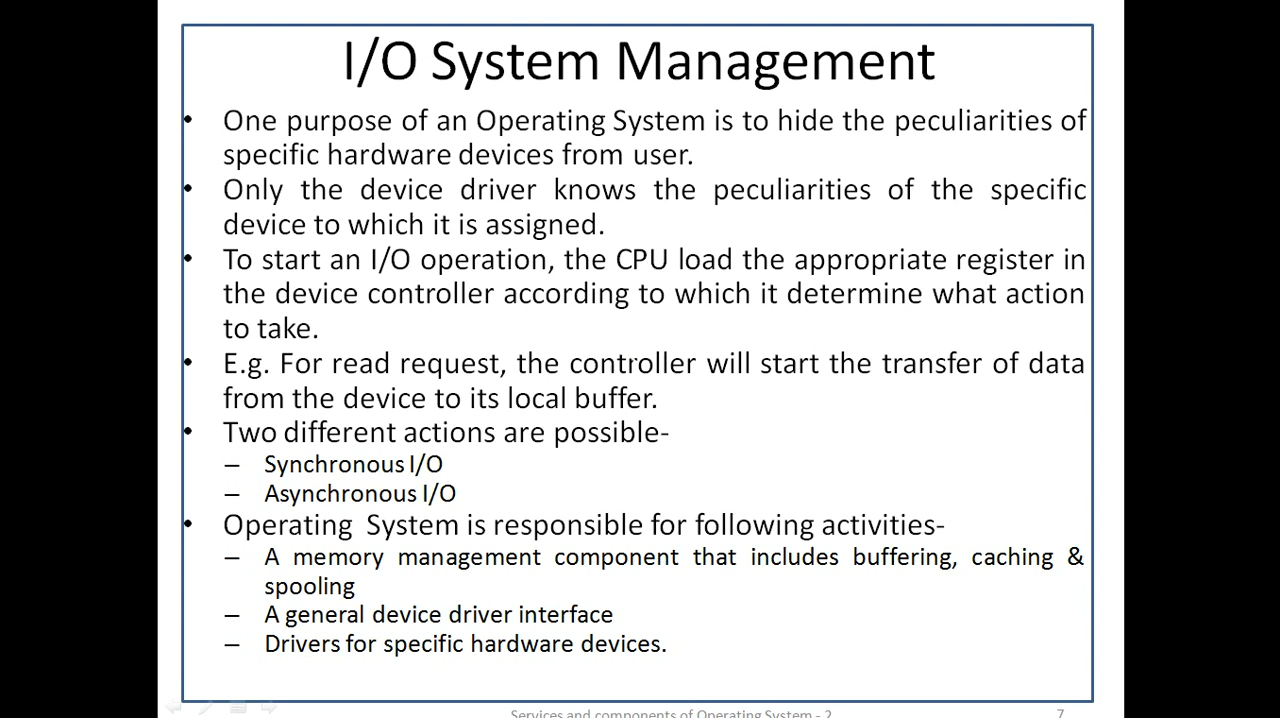 I/O System Management
• One purpose of an Operating System is to hide the peculiarities of
specific hardware devices from user.
• Only the device driver knows the peculiarities of the specific
device to which it is assigned.
• To start an I/O operation, the CPU load the appropriate register in
the device controller according to which it determine what action
to take.
• E.g. For read request, the controller will start the transfer of data
from the device to its local buffer.
• Two different actions are possible-
– Synchronous I/O
– Asynchronous I/O
• Operating System is responsible for following activities-
– A memory management component that includes buffering, caching &
spooling
– A general device driver interface
– Drivers for specific hardware devices.
Services and components of Operating System - 2
7